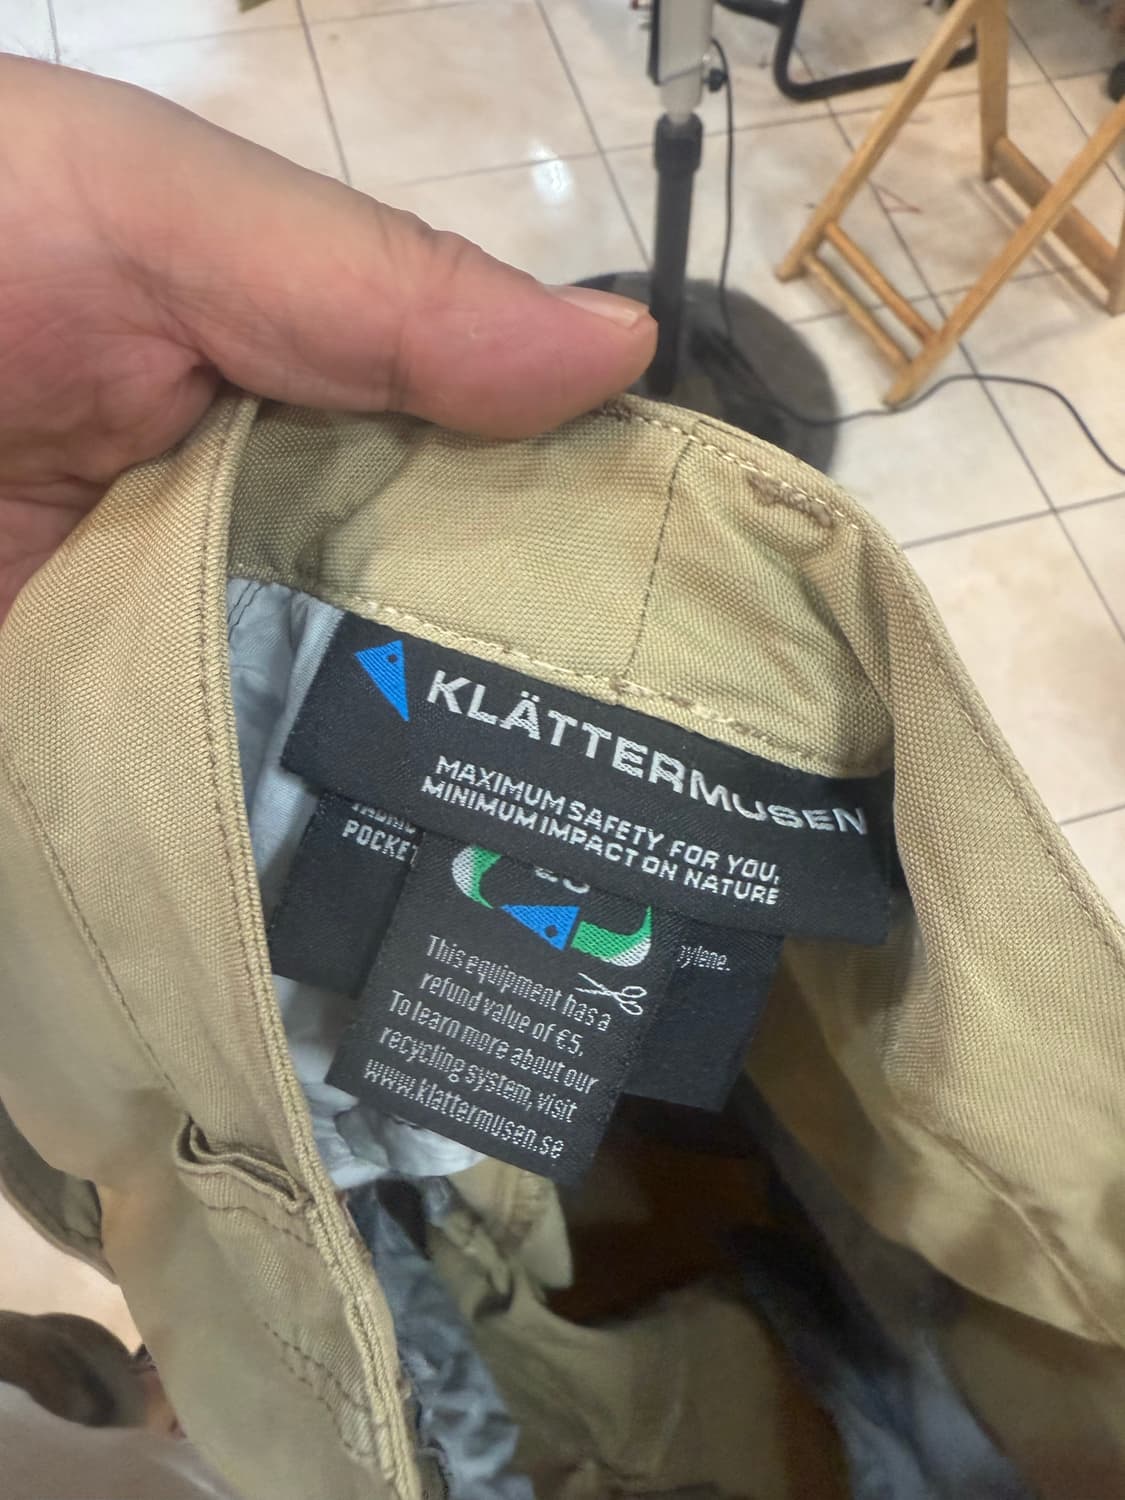 KLÄTTERMUSEN
MAXIMUM SAFETY FOR YOU,
MINIMUM IMPACT ON NATURE
POCKET
This equipment has a
refund value of €5,
To learn more about our
recycling system, visit
www.klattermusen.se